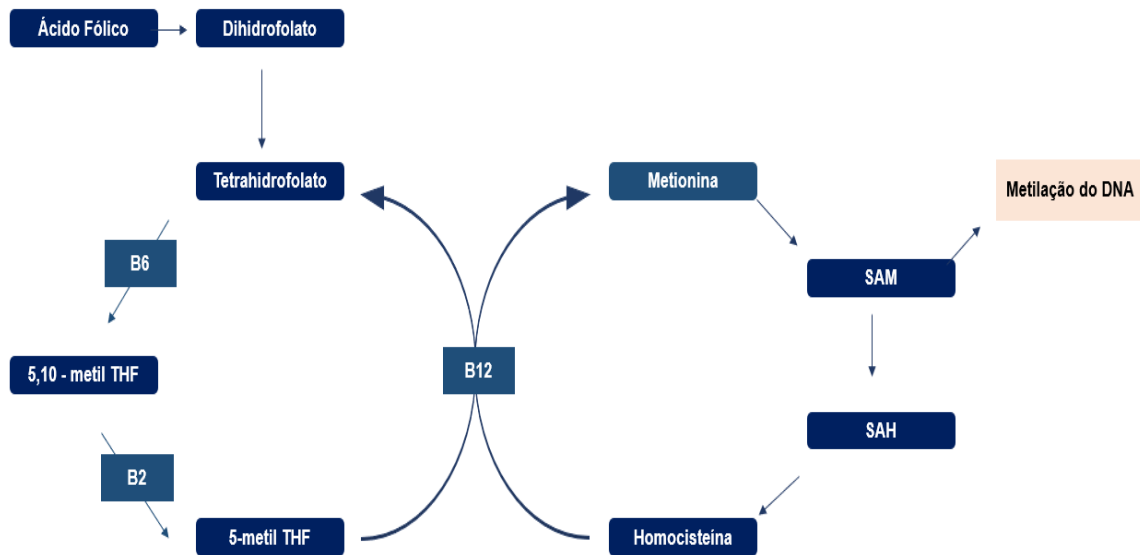 Ácido Fólico
Dihidrofolato
Tetrahidrofolato
Metionina
Metilação do DNA
B6
SAM
5,10 - metil THF
B12
SAH
B2
5-metil THF
Homocisteína